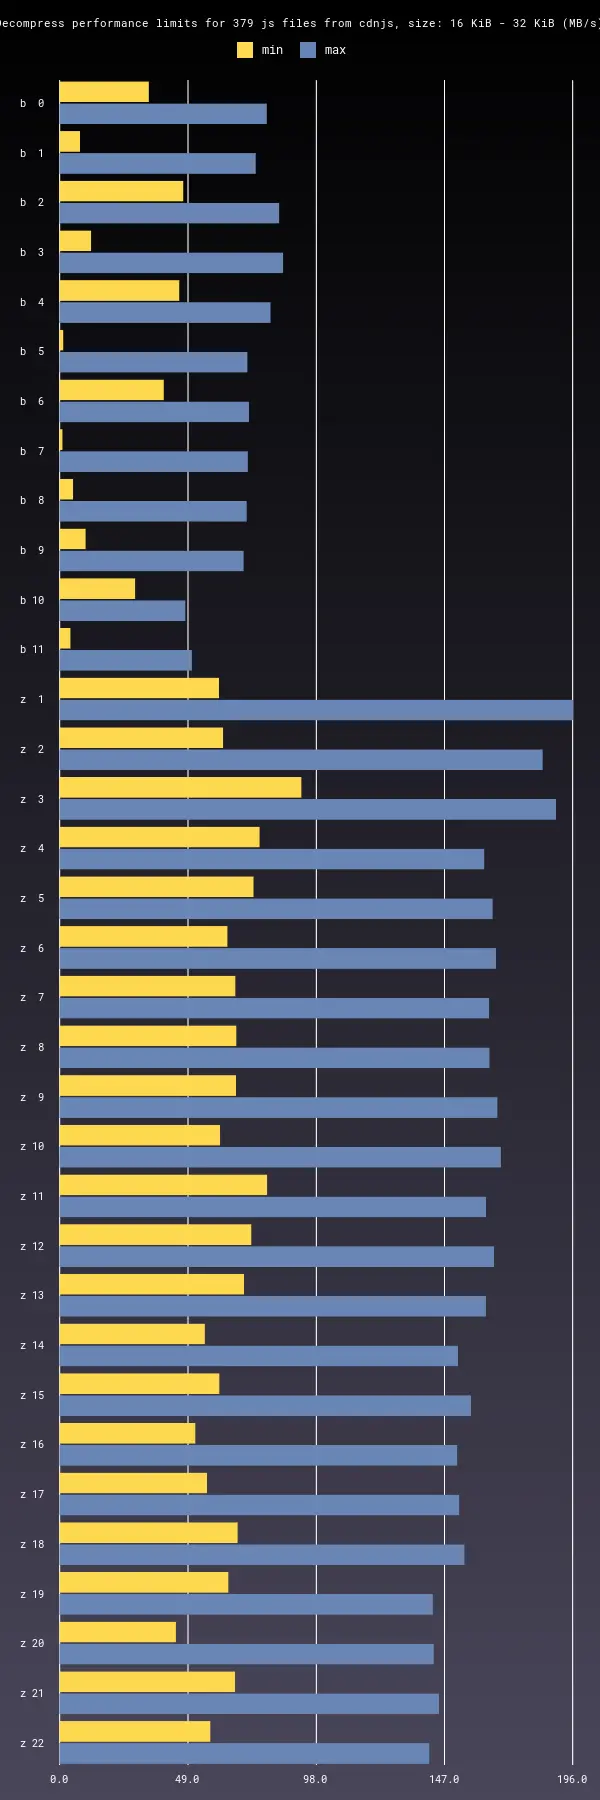 ecompress performance limits for 379 js files from cdnjs, size: 16 KiB - 32 KiB (MB/s)
min max
b 0
b 1
b 2
b 3
b 4
b 5
b 6
b 7
b 8
b 9
b 10
b 11
z 1
z 2
z 3
z 4
z 5
z 6
z 7
z 8
z 9
z 10
z 11
z 12
z 13
z 14
z 15
z 16
z 17
z 18
z 19
z 20
z 21
z 22
0.0 49.0 98.0 147.0 196.0